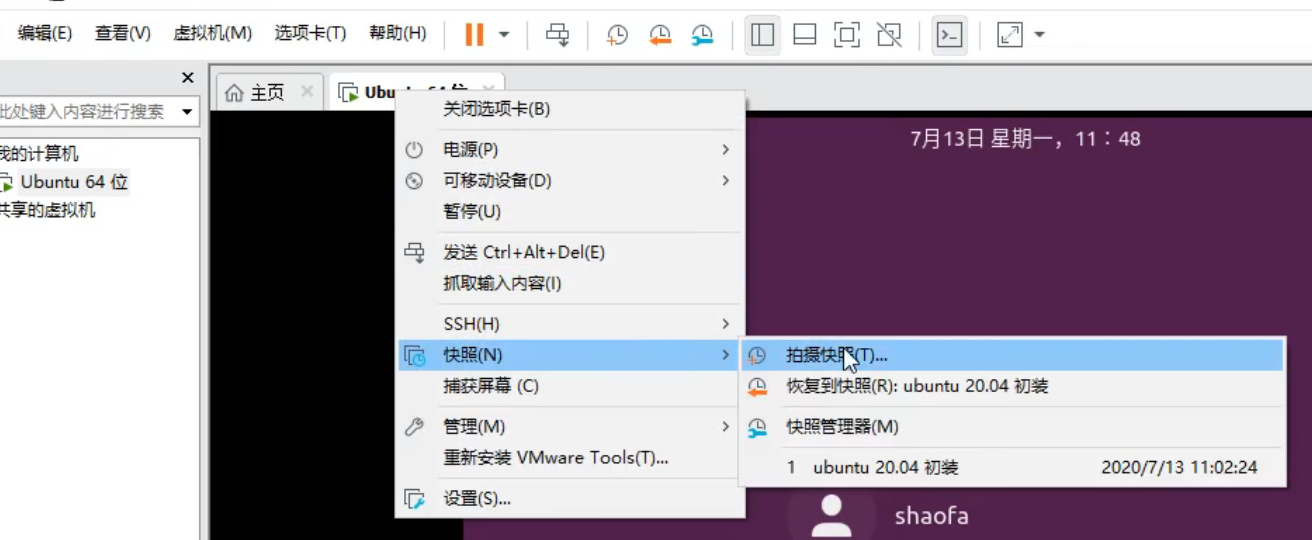 编辑(E) 查看(V) 虚拟机(M) 选项卡(T) 帮助(H)
此处键入内容进行搜索
主页
我的计算机
Ubuntu 64 位
共享的虚拟机
7月13日 星期一，11：48
关闭选项卡(B)
电源(P)
可移动设备(D)
暂停(U)
发送 Ctrl+Alt+Del(E)
抓取输入内容(I)
SSH(H)
快照(N)
捕获屏幕 (C)
管理(M)
重新安装 VMware Tools(T)...
设置(S)...
拍摄快照(T)...
恢复到快照(R): ubuntu 20.04 初装
快照管理器(M)
1 ubuntu 20.04 初装 2020/7/13 11:02:24
shaofa